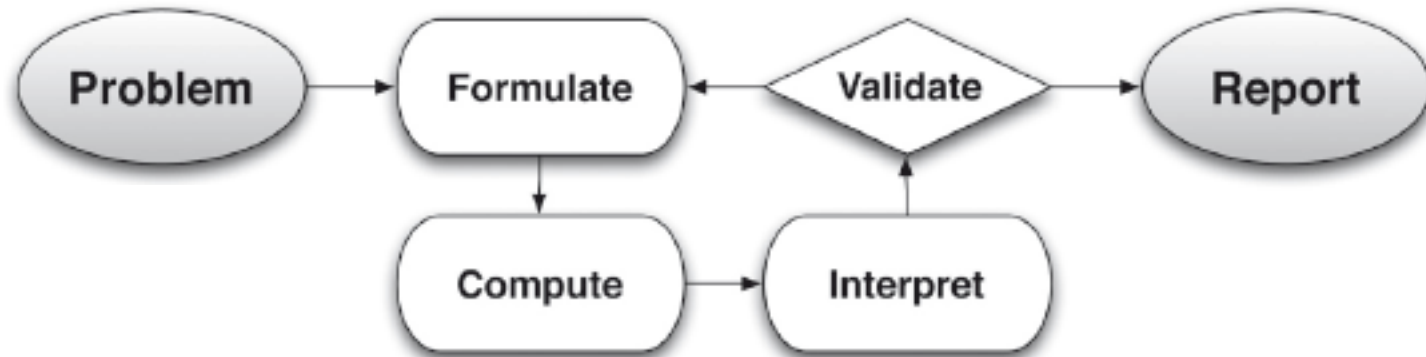 Problem
Formulate
Validate
Report
Compute
Interpret